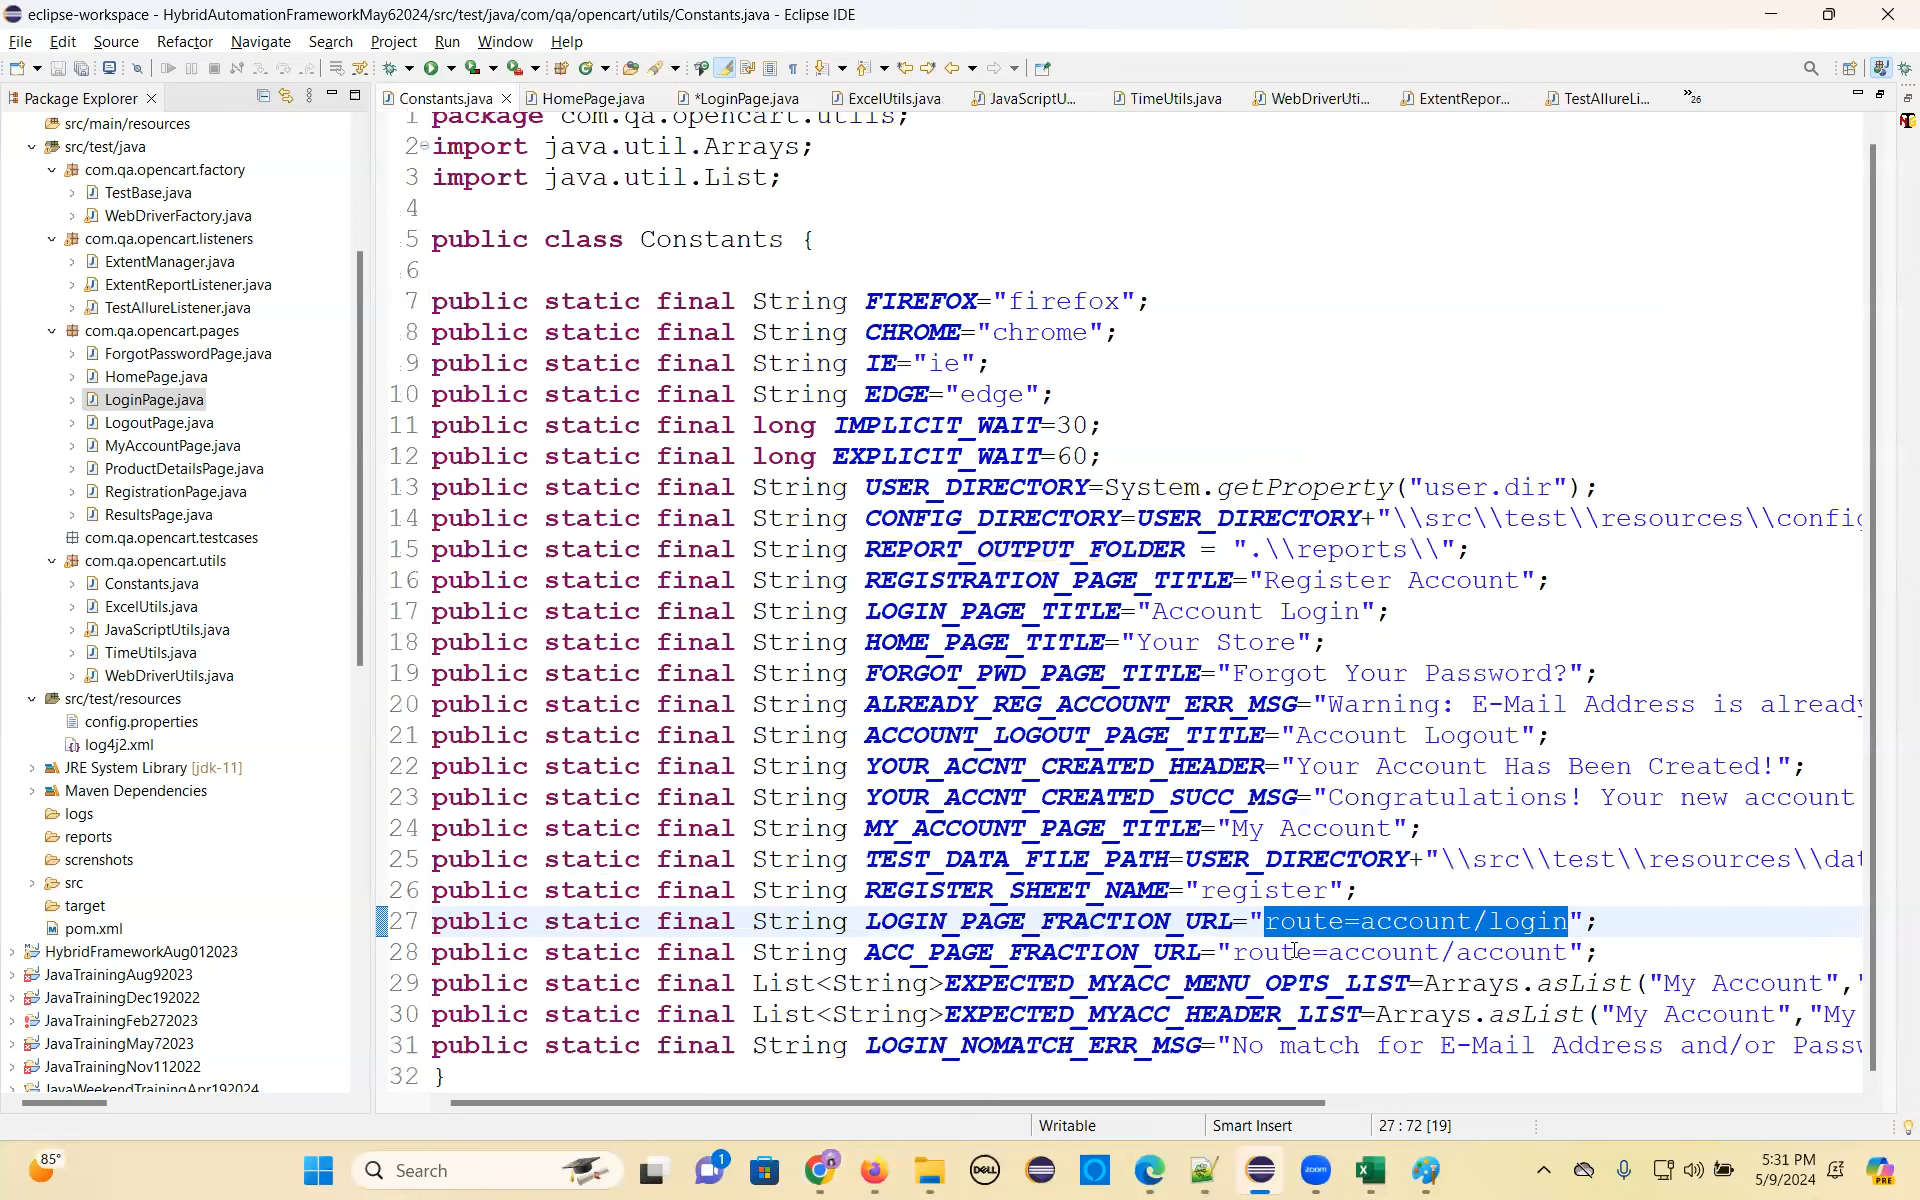 eclipse-workspace - HybridAutomationFrameworkMay62024/src/test/java/com/qa/opencart/utils/Constants.java - Eclipse IDE
File Edit Source Refactor Navigate Search Project Run Window Help
Package Explorer
Constants.java HomePage.java *LoginPage.java ExcelUtils.java JavaScriptU... TimeUtils.java WebDriverUti... ExtentRepor... TestAllureLi... »26
src/main/resources
src/test/java
com.qa.opencart.factory
TestBase.java
WebDriverFactory.java
com.qa.opencart.listeners
ExtentManager.java
ExtentReportListener.java
TestAllureListener.java
com.qa.opencart.pages
ForgotPasswordPage.java
HomePage.java
LoginPage.java
LogoutPage.java
MyAccountPage.java
ProductDetailsPage.java
RegistrationPage.java
ResultsPage.java
com.qa.opencart.testcases
com.qa.opencart.utils
Constants.java
ExcelUtils.java
JavaScriptUtils.java
TimeUtils.java
WebDriverUtils.java
src/test/resources
config.properties
log4j2.xml
JRE System Library [jdk-11]
Maven Dependencies
logs
reports
screnshots
src
target
pom.xml
HybridFrameworkAug012023
JavaTrainingAug92023
JavaTrainingDec192022
JavaTrainingFeb272023
JavaTrainingMay72023
JavaTrainingNov112022
JavaWeekendTrainingApr192024
1 package com.qa.opencart.utils;
2 import java.util.Arrays;
3 import java.util.List;
4
5 public class Constants {
6
7 public static final String FIREFOX="firefox";
8 public static final String CHROME="chrome";
9 public static final String IE="ie";
10 public static final String EDGE="edge";
11 public static final long IMPLICIT_WAIT=30;
12 public static final long EXPLICIT_WAIT=60;
13 public static final String USER_DIRECTORY=System.getProperty("user.dir");
14 public static final String CONFIG_DIRECTORY=USER_DIRECTORY+"\\src\\test\\resources\\config
15 public static final String REPORT_OUTPUT_FOLDER = ".\\reports\\";
16 public static final String REGISTRATION_PAGE_TITLE="Register Account";
17 public static final String LOGIN_PAGE_TITLE="Account Login";
18 public static final String HOME_PAGE_TITLE="Your Store";
19 public static final String FORGOT_PWD_PAGE_TITLE="Forgot Your Password?";
20 public static final String ALREADY_REG_ACCOUNT_ERR_MSG="Warning: E-Mail Address is already
21 public static final String ACCOUNT_LOGOUT_PAGE_TITLE="Account Logout";
22 public static final String YOUR_ACCNT_CREATED_HEADER="Your Account Has Been Created!";
23 public static final String YOUR_ACCNT_CREATED_SUCC_MSG="Congratulations! Your new account
24 public static final String MY_ACCOUNT_PAGE_TITLE="My Account";
25 public static final String TEST_DATA_FILE_PATH=USER_DIRECTORY+"\\src\\test\\resources\\dat
26 public static final String REGISTER_SHEET_NAME="register";
27 public static final String LOGIN_PAGE_FRACTION_URL="route=account/login";
28 public static final String ACC_PAGE_FRACTION_URL="route=account/account";
29 public static final List<String>EXPECTED_MYACC_MENU_OPTS_LIST=Arrays.asList("My Account","
30 public static final List<String>EXPECTED_MYACC_HEADER_LIST=Arrays.asList("My Account","My
31 public static final String LOGIN_NOMATCH_ERR_MSG="No match for E-Mail Address and/or Passw
32 }
Writable Smart Insert 27 : 72 [19]
85° Search 1 DELL zoom 5:31 PM
5/9/2024 PRE